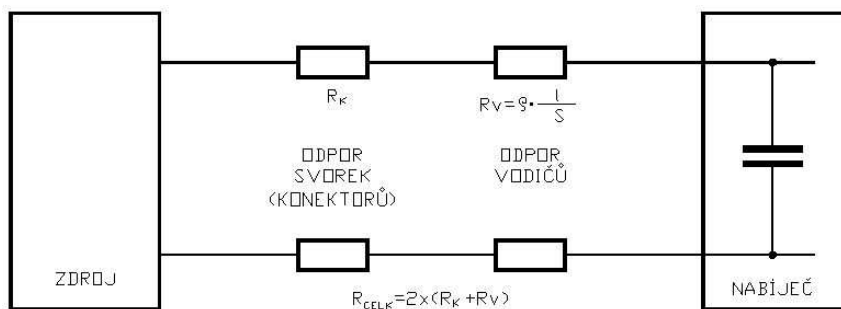 R_K
Rv=ρ· l/S
ODPOR
SVOREK
(KONEKTORŮ)
ODPOR
VODIČŮ
ZDROJ
R_CELK=2x(R_K+Rv)
NABÍJEČ